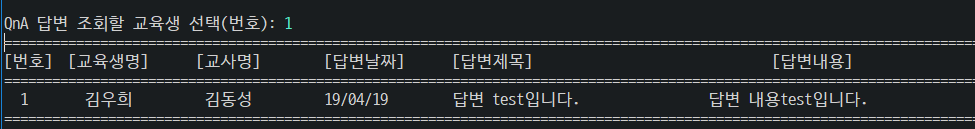 QnA 답변 조회할 교육생 선택(번호): 1
[번호] [교육생명] [교사명] [답변날짜] [답변제목] [답변내용]
1 김우희 김동성 19/04/19 답변 test입니다. 답변 내용test입니다.